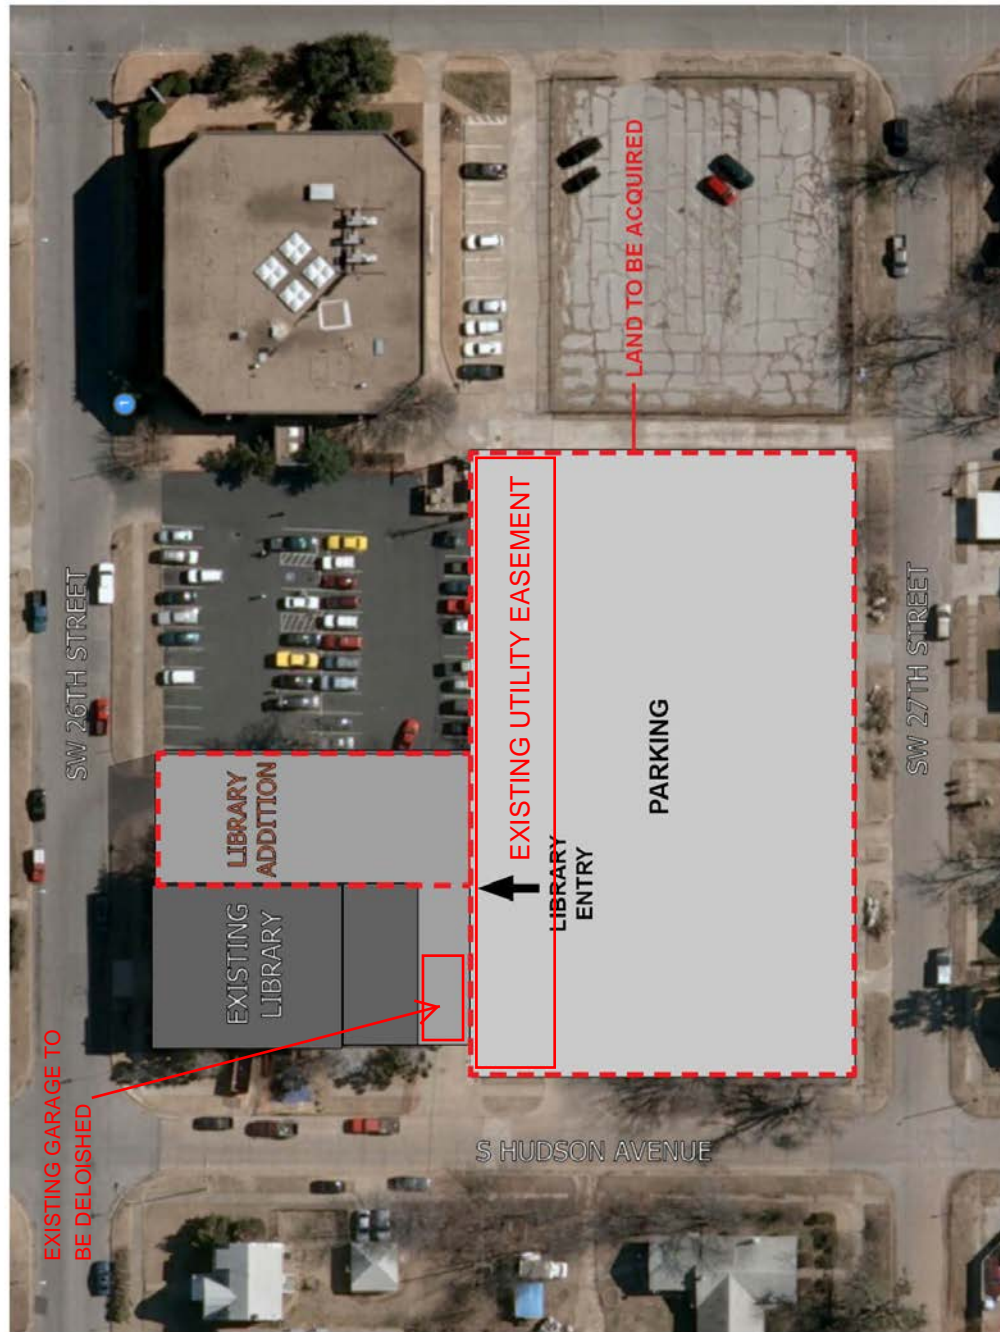 LAND TO BE ACQUIRED
EXISTING UTILITY EASEMENT
SW 26TH STREET
SW 27TH STREET
PARKING
LIBRARY
ADDITION
LIBRARY
ENTRY
EXISTING
LIBRARY
EXISTING GARAGE TO
BE DELOISHED
S HUDSON AVENUE